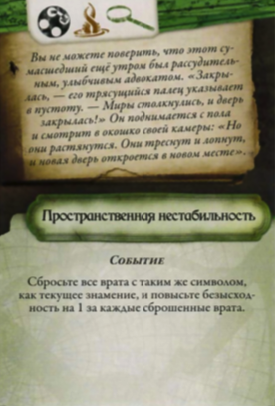 Вы не можете поверить, что этот су-
масшедший ещё утром был рассудитель-
ным, улыбчивым адвокатом. «Закры-
лась, — его трясущийся палец указывает
в пустоту. — Миры столкнулись, и дверь
закрылась!» Он поднимается с пола
и смотрит в окошко своей камеры: «Но
они растянутся. Они треснут и лопнут,
и новая дверь откроется в новом месте»...
Пространственная нестабильность
Событие
Сбросьте все врата с таким же символом,
как текущее знамение, и повысьте безысход-
ность на 1 за каждые сброшенные врата.